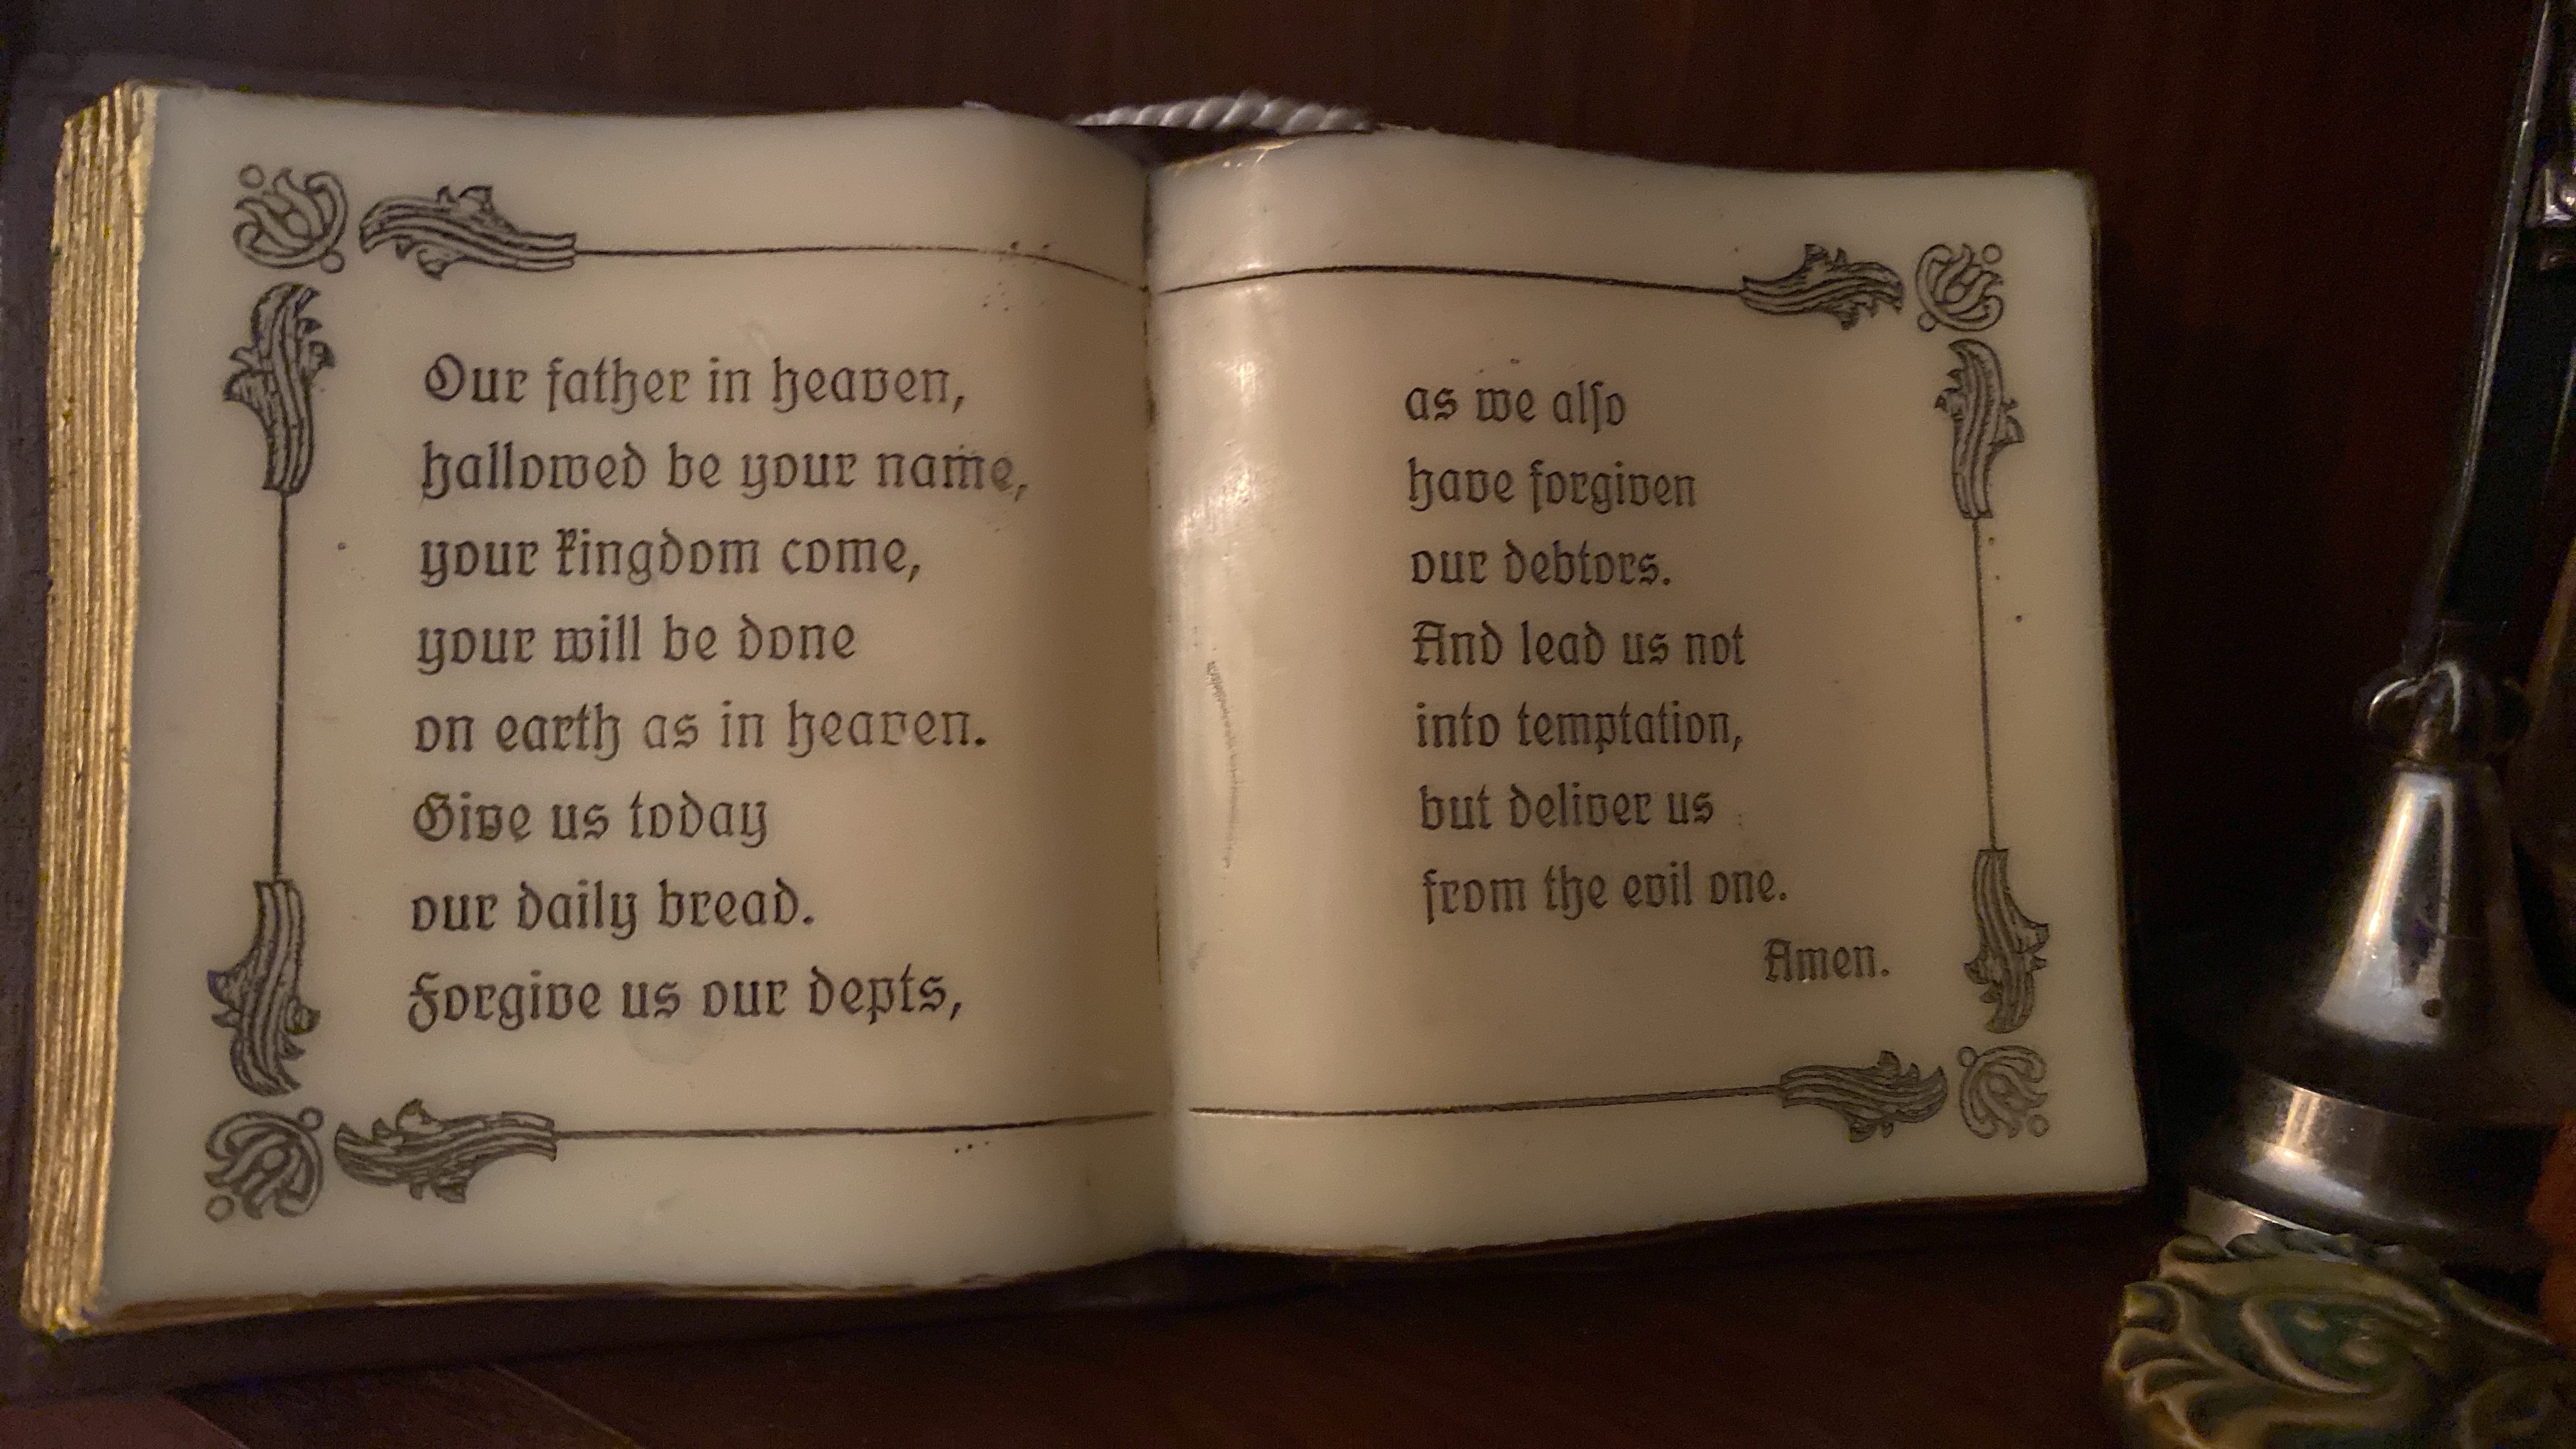 Our father in heaven,
hallowed be your name,
your kingdom come,
your will be done
on earth as in heaven.
Give us today
our daily bread.
Forgive us our depts,
as we alſo
have forgiven
our debtors.
And lead us not
into temptation,
but deliver us
from the evil one.
Amen.